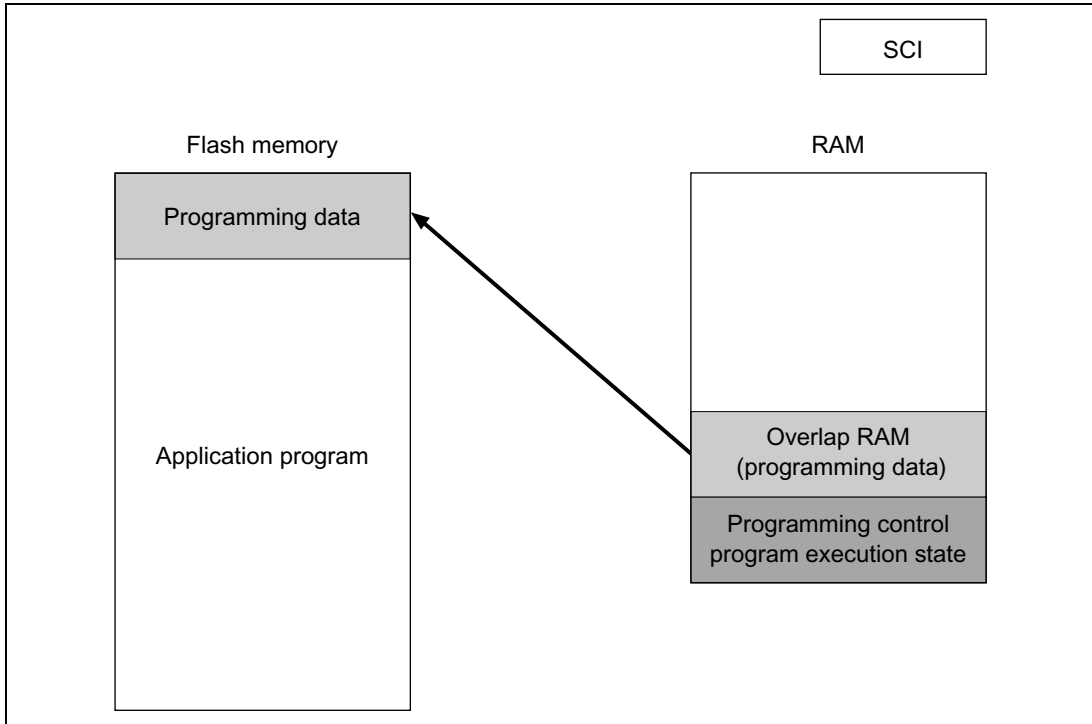 SCI
Flash memory
RAM
Programming data
Application program
Overlap RAM
(programming data)
Programming control
program execution state